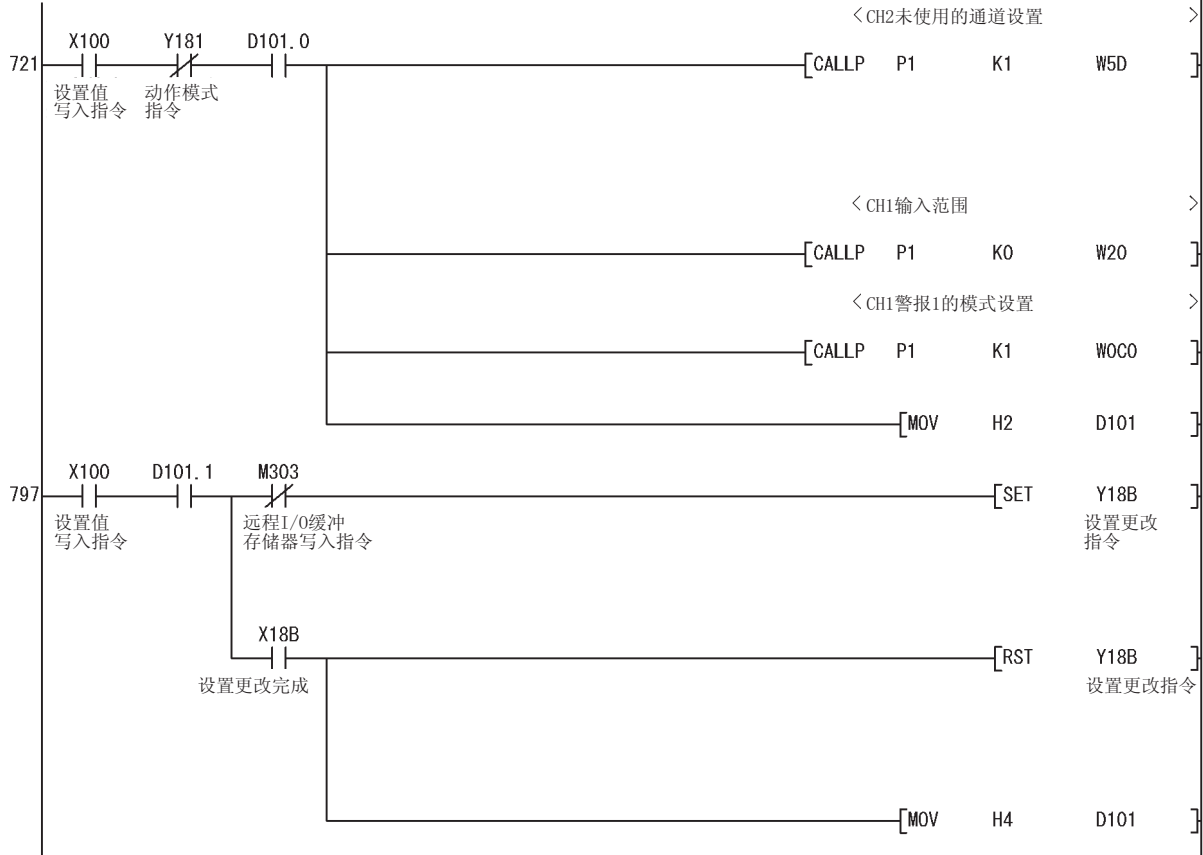 <CH2未使用的通道设置 >
X100 Y181 D101.0
721 [CALLP P1 K1 W5D ]
设置值 动作模式
写入指令 指令
<CH1输入范围 >
[CALLP P1 K0 W20 ]
<CH1警报1的模式设置 >
[CALLP P1 K1 W0C0 ]
[MOV H2 D101 ]
X100 D101.1 M303
797 [SET Y18B ]
设置值 远程I/O缓冲 设置更改
写入指令 存储器写入指令 指令
X18B
[RST Y18B ]
设置更改完成 设置更改指令
[MOV H4 D101 ]